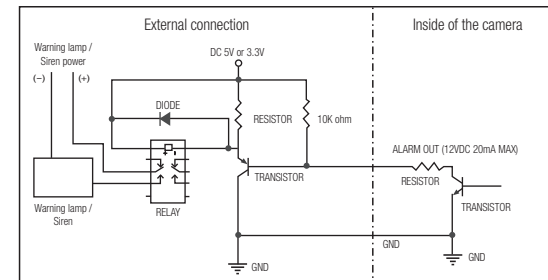 External connection
Inside of the camera
Warning lamp /
Siren power
(−)
(+)
DC 5V or 3.3V
DIODE
RESISTOR
10K ohm
ALARM OUT (12VDC 20mA MAX)
RESISTOR
TRANSISTOR
TRANSISTOR
RELAY
Warning lamp /
Siren
GND
GND
GND